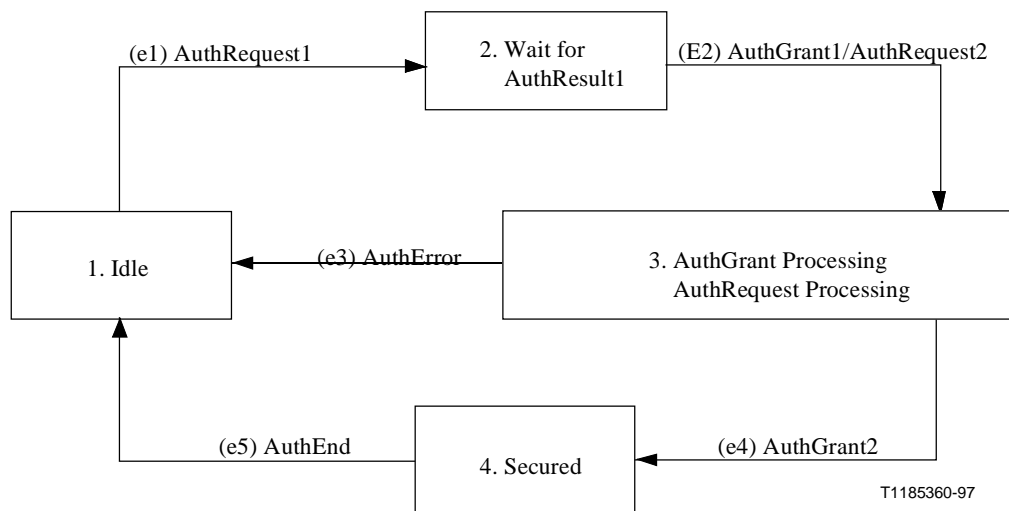 (e1) AuthRequest1
2. Wait for
AuthResult1
(E2) AuthGrant1/AuthRequest2
1. Idle
(e3) AuthError
3. AuthGrant Processing
AuthRequest Processing
(e5) AuthEnd
4. Secured
(e4) AuthGrant2
T1185360-97